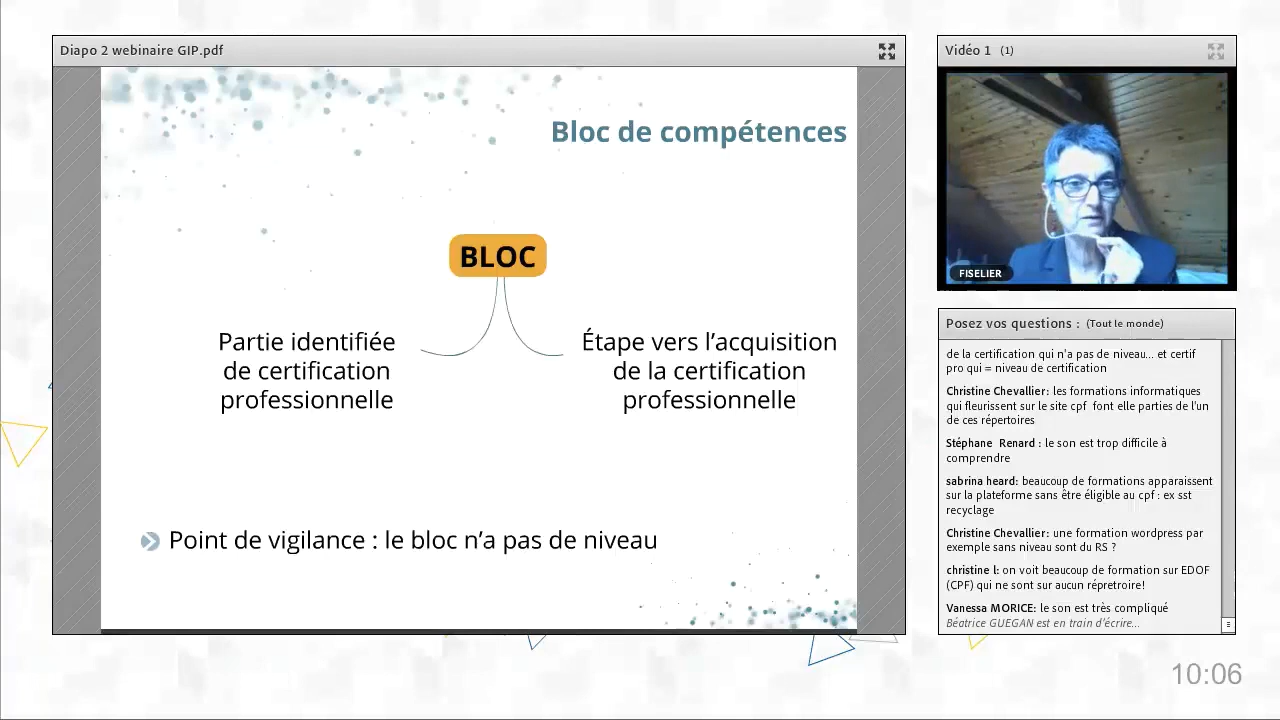 Diapo 2 webinaire GIP.pdf
Bloc de compétences
BLOC
Partie identifiée
de certification
professionnelle
Étape vers l’acquisition
de la certification
professionnelle
Point de vigilance : le bloc n’a pas de niveau
Vidéo 1 (1)
FISELIER
Posez vos questions : (Tout le monde)
de la certification qui n'a pas de niveau... et certif
pro qui = niveau de certification
Christine Chevallier: les formations informatiques
qui fleurissent sur le site cpf font elle parties de l'un
de ces répertoires
Stéphane Renard : le son est trop difficile à
comprendre
sabrina heard: beaucoup de formations apparaissent
sur la plateforme sans être éligible au cpf : ex sst
recyclage
Christine Chevallier: une formation wordpress par
exemple sans niveau sont du RS ?
christine l: on voit beaucoup de formation sur EDOF
(CPF) qui ne sont sur aucun répretroire!
Vanessa MORICE: le son est très compliqué
Béatrice GUEGAN est en train d'écrire...
10:06